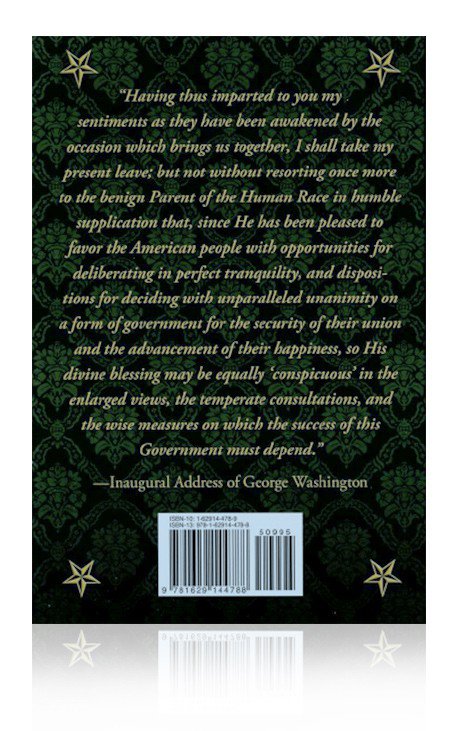 “Having thus imparted to you my
sentiments as they have been awakened by the
occasion which brings us together, I shall take my
present leave; but not without resorting once more
to the benign Parent of the Human Race in humble
supplication that, since He has been pleased to
favor the American people with opportunities for
deliberating in perfect tranquility, and disposi-
tions for deciding with unparalleled unanimity on
a form of government for the security of their union
and the advancement of their happiness, so His
divine blessing may be equally ‘conspicuous’ in the
enlarged views, the temperate consultations, and
the wise measures on which the success of this
Government must depend.”
—Inaugural Address of George Washington
ISBN-10: 1-62914-478-9
ISBN-13: 978-1-62914-478-8
50995
9 781629 144788